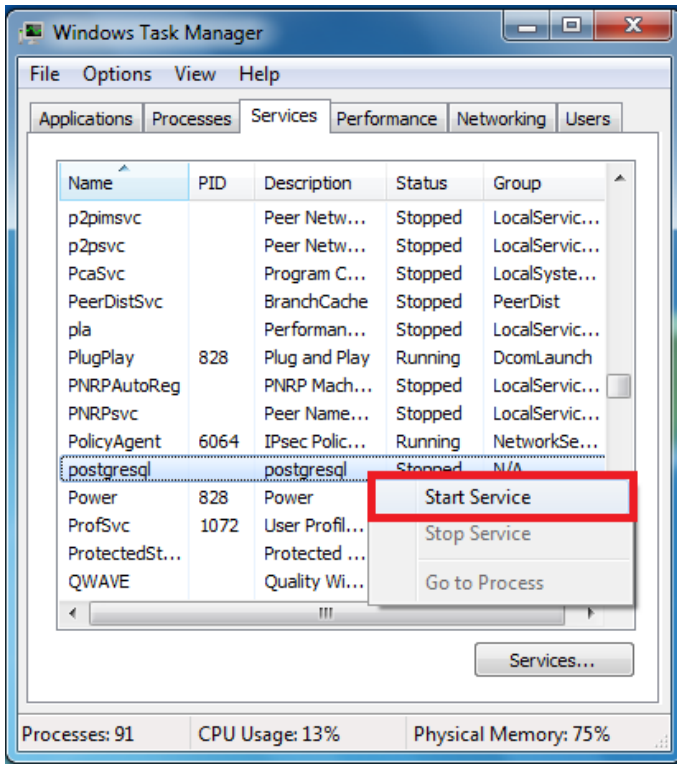 Windows Task Manager
File Options View Help
Applications Processes Services Performance Networking Users
Name PID Description Status Group
p2pimsvc Peer Netw... Stopped LocalServic...
p2psvc Peer Netw... Stopped LocalServic...
PcaSvc Program C... Stopped LocalSyste...
PeerDistSvc BranchCache Stopped PeerDist
pla Performan... Stopped LocalServic...
PlugPlay 828 Plug and Play Running DcomLaunch
PNRPAutoReg PNRP Mach... Stopped LocalServic...
PNRPsvc Peer Name... Stopped LocalServic...
PolicyAgent 6064 IPsec Polic... Running NetworkSe...
postgresql postgresql Stopped N/A
Power 828 Power Start Service
ProfSvc 1072 User Profil... Stop Service
ProtectedSt... Protected ...
QWAVE Quality Wi... Go to Process
Services...
Processes: 91 CPU Usage: 13% Physical Memory: 75%